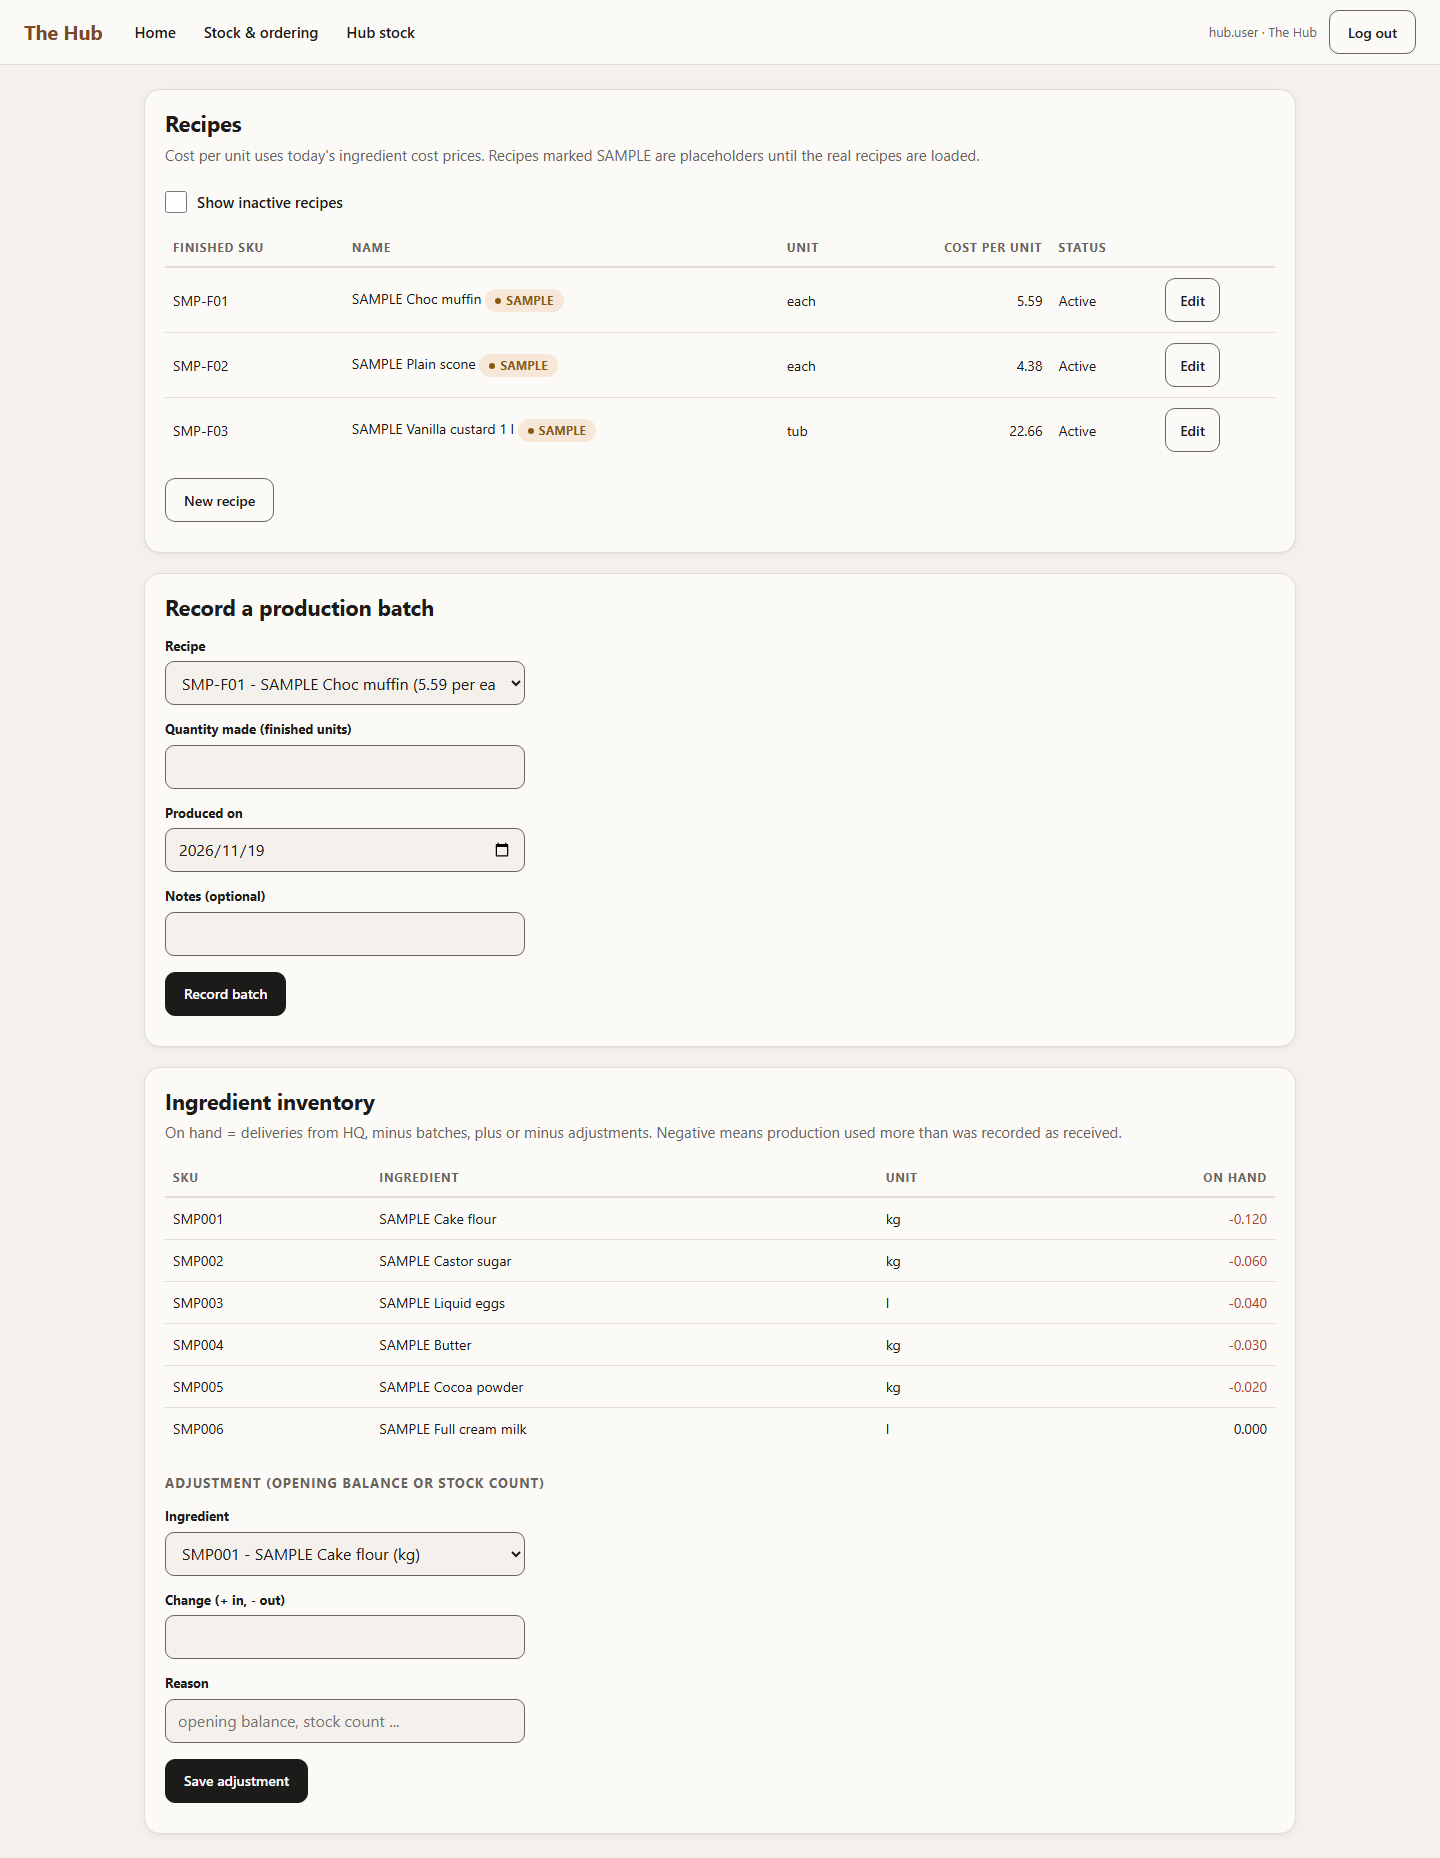 The Hub Home Stock & ordering Hub stock hub.user · The Hub Log out
Recipes
Cost per unit uses today's ingredient cost prices. Recipes marked SAMPLE are placeholders until the real recipes are loaded.
Show inactive recipes
FINISHED SKU NAME UNIT COST PER UNIT STATUS
SMP-F01 SAMPLE Choc muffin SAMPLE each 5.59 Active Edit
SMP-F02 SAMPLE Plain scone SAMPLE each 4.38 Active Edit
SMP-F03 SAMPLE Vanilla custard 1 l SAMPLE tub 22.66 Active Edit
New recipe
Record a production batch
Recipe
SMP-F01 - SAMPLE Choc muffin (5.59 per ea
Quantity made (finished units)
Produced on
2026/11/19
Notes (optional)
Record batch
Ingredient inventory
On hand = deliveries from HQ, minus batches, plus or minus adjustments. Negative means production used more than was recorded as received.
SKU INGREDIENT UNIT ON HAND
SMP001 SAMPLE Cake flour kg -0.120
SMP002 SAMPLE Castor sugar kg -0.060
SMP003 SAMPLE Liquid eggs l -0.040
SMP004 SAMPLE Butter kg -0.030
SMP005 SAMPLE Cocoa powder kg -0.020
SMP006 SAMPLE Full cream milk l 0.000
ADJUSTMENT (OPENING BALANCE OR STOCK COUNT)
Ingredient
SMP001 - SAMPLE Cake flour (kg)
Change (+ in, - out)
Reason
opening balance, stock count ...
Save adjustment